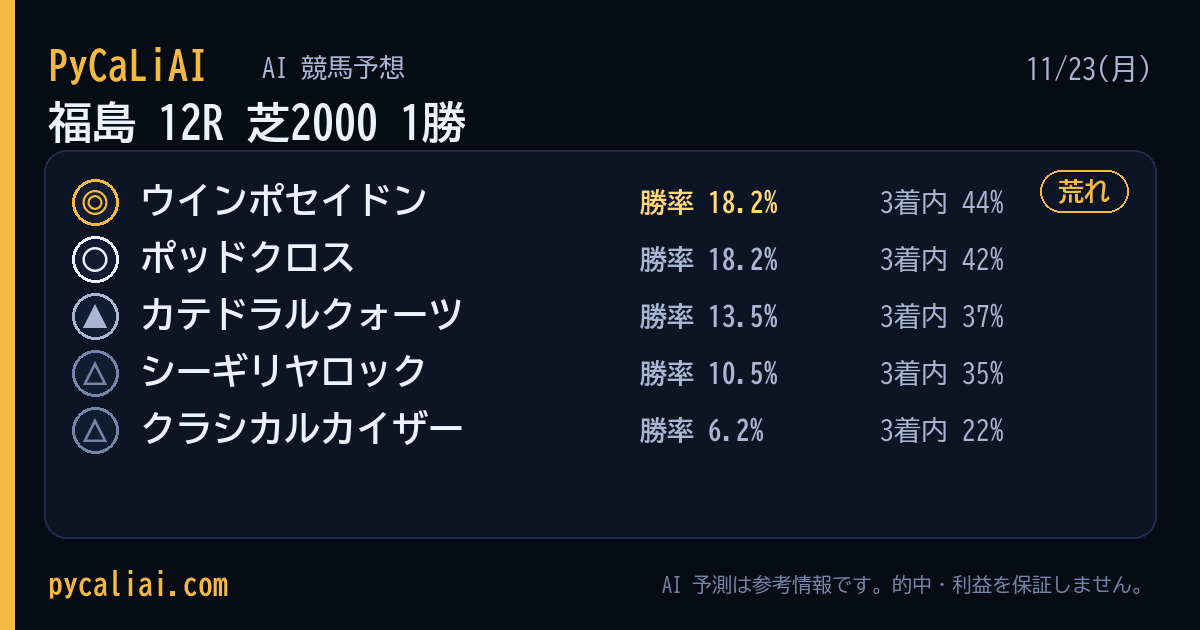 PyCaLiAI AI 競馬予想 11/23(月)
福島 12R 芝2000 1勝
◎ ウインポセイドン 勝率 18.2% 3着内 44% 荒れ
○ ポッドクロス 勝率 18.2% 3着内 42%
▲ カテドラルクォーツ 勝率 13.5% 3着内 37%
△ シーギリヤロック 勝率 10.5% 3着内 35%
△ クラシカルカイザー 勝率 6.2% 3着内 22%
pycaliai.com AI 予測は参考情報です。的中・利益を保証しません。